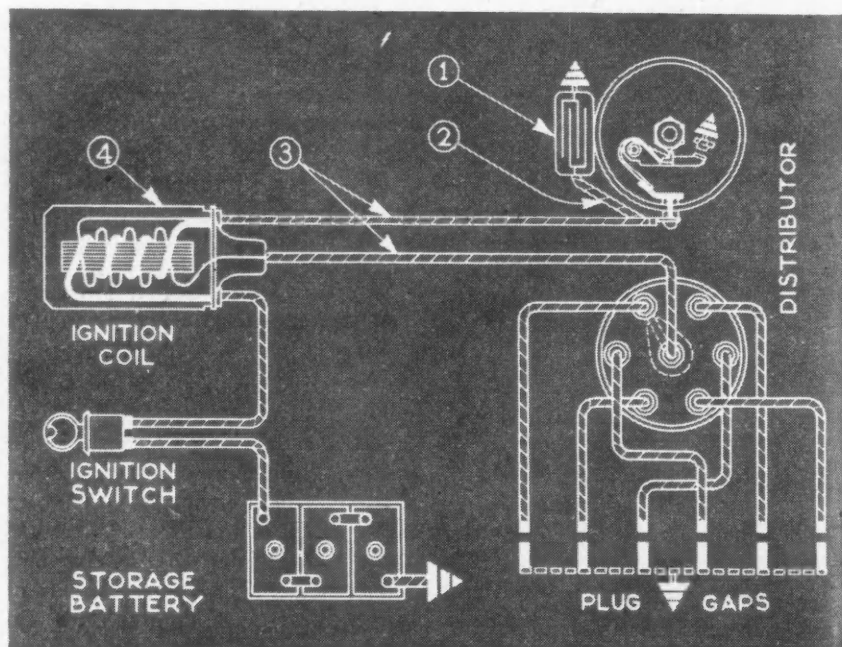 1
2
3
4
DISTRIBUTOR
IGNITION
COIL
IGNITION
SWITCH
STORAGE
BATTERY
PLUG GAPS